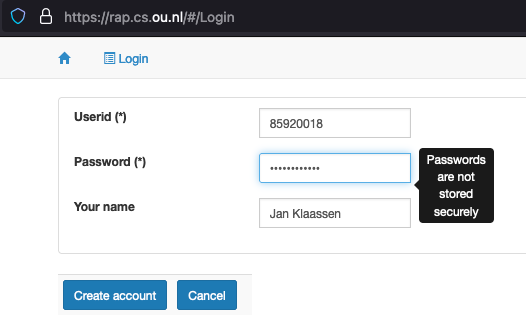 https://rap.cs.ou.nl/#/Login
Login
Userid (*)
85920018
Password (*)
••••••••••••
Passwords
are not
stored
securely
Your name
Jan Klaassen
Create account
Cancel